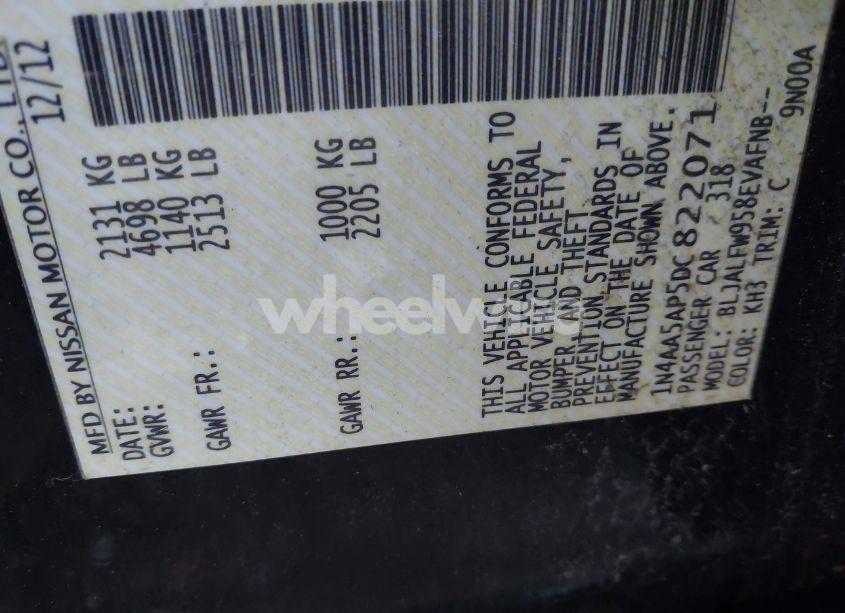 MFD BY NISSAN MOTOR CO., LTD.
DATE: 12/12
GVWR: 2131 KG
4698 LB
GAWR FR.: 1140 KG
2513 LB
GAWR RR.: 1000 KG
2205 LB
THIS VEHICLE CONFORMS TO
ALL APPLICABLE FEDERAL
MOTOR VEHICLE SAFETY,
BUMPER, AND THEFT
PREVENTION STANDARDS IN
EFFECT ON THE DATE OF
MANUFACTURE SHOWN ABOVE.
1N4AA5AP5DC822071
PASSENGER CAR 318
MODEL: BLJALFW958EVAFNB--
COLOR: KH3 TRIM: C 9N00A